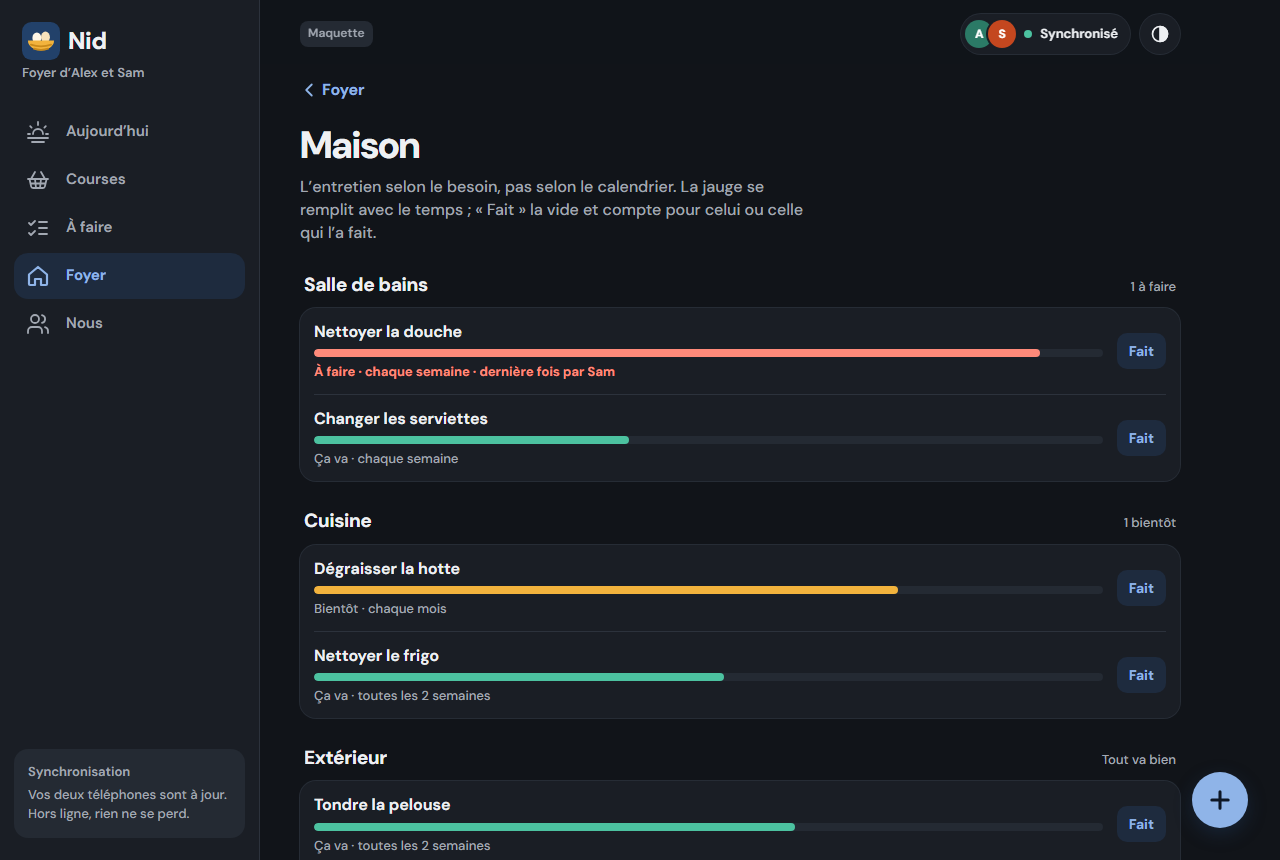 Nid
Foyer d’Alex et Sam
Aujourd’hui
Courses
À faire
Foyer
Nous
Synchronisation
Vos deux téléphones sont à jour.
Hors ligne, rien ne se perd.
Maquette
A
S
Synchronisé
Foyer
Maison
L’entretien selon le besoin, pas selon le calendrier. La jauge se
remplit avec le temps ; « Fait » la vide et compte pour celui ou celle
qui l’a fait.
Salle de bains
1 à faire
Nettoyer la douche
À faire · chaque semaine · dernière fois par Sam
Fait
Changer les serviettes
Ça va · chaque semaine
Fait
Cuisine
1 bientôt
Dégraisser la hotte
Bientôt · chaque mois
Fait
Nettoyer le frigo
Ça va · toutes les 2 semaines
Fait
Extérieur
Tout va bien
Tondre la pelouse
Ça va · toutes les 2 semaines
Fait